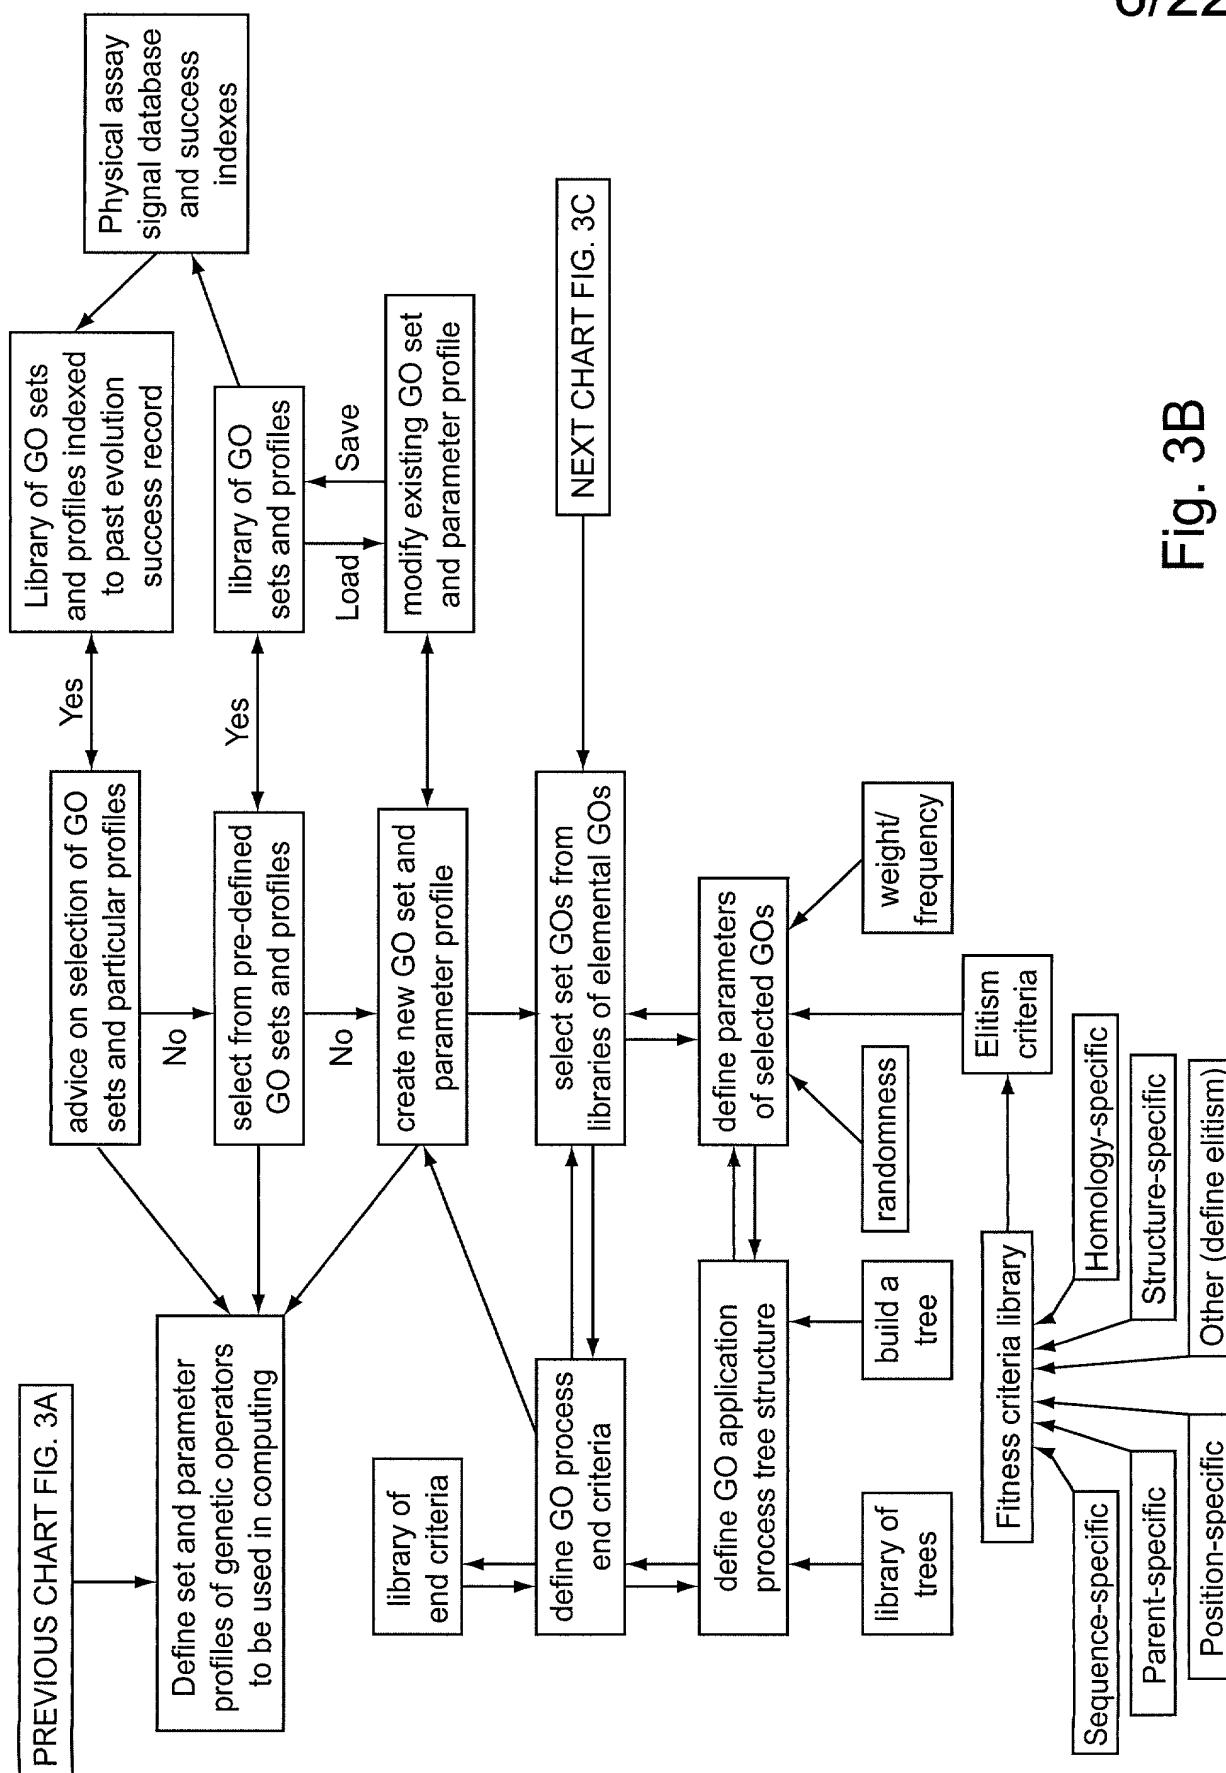 PREVIOUS CHART FIG. 3A
Define set and parameter
profiles of genetic operators
to be used in computing
advice on selection of GO
sets and particular profiles
Yes
Library of GO sets
and profiles indexed
to past evolution
success record
Physical assay
signal database
and success
indexes
No
select from pre-defined
GO sets and profiles
Yes
library of GO
sets and profiles
No
Load
Save
create new GO set and
parameter profile
modify existing GO set
and parameter profile
library of
end criteria
define GO process
end criteria
select set GOs from
libraries of elemental GOs
NEXT CHART FIG. 3C
define GO application
process tree structure
define parameters
of selected GOs
library of
trees
build a
tree
randomness
weight/
frequency
Fitness criteria library
Elitism
criteria
Sequence-specific
Homology-specific
Parent-specific
Structure-specific
Position-specific
Other (define elitism)
Fig. 3B
6/22